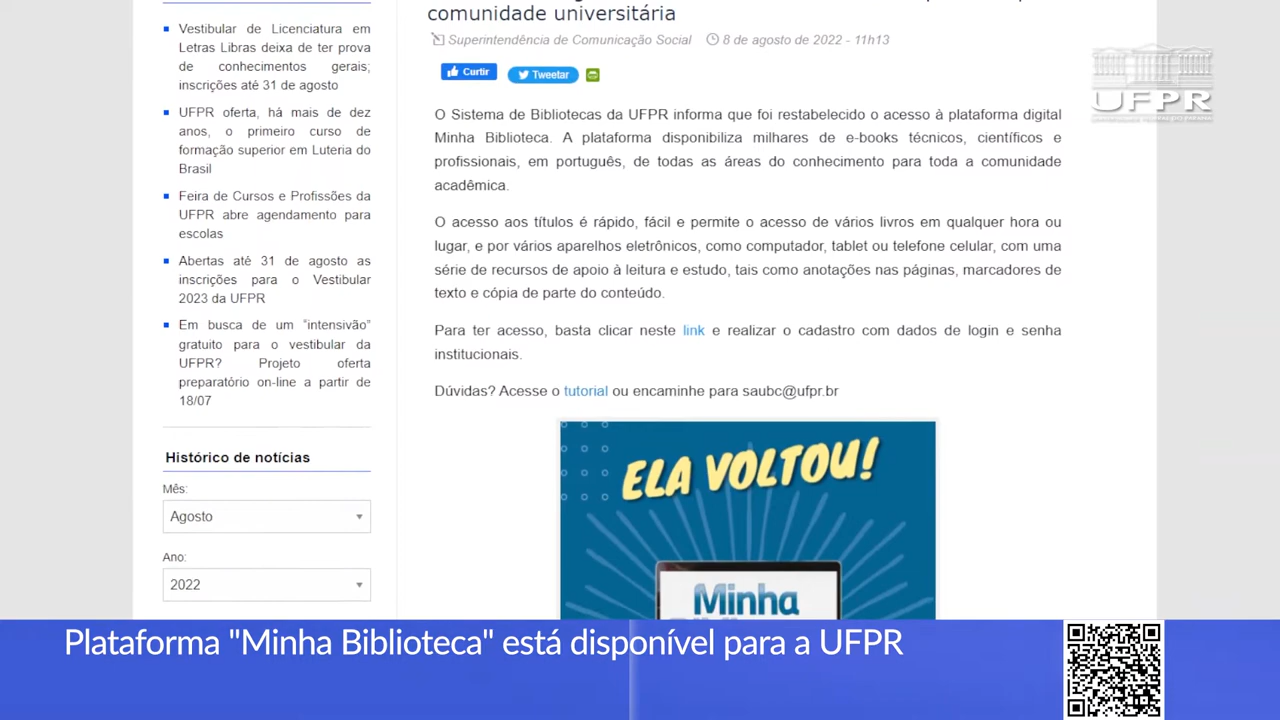 comunidade universitária
Superintendência de Comunicação Social 8 de agosto de 2022 - 11h13
Curtir Tweetar
Vestibular de Licenciatura em
Letras Libras deixa de ter prova
de conhecimentos gerais;
inscrições até 31 de agosto
UFPR oferta, há mais de dez
anos, o primeiro curso de
formação superior em Luteria do
Brasil
Feira de Cursos e Profissões da
UFPR abre agendamento para
escolas
Abertas até 31 de agosto as
inscrições para o Vestibular
2023 da UFPR
Em busca de um “intensivão”
gratuito para o vestibular da
UFPR? Projeto oferta
preparatório on-line a partir de
18/07
Histórico de notícias
Mês:
Agosto
Ano:
2022
O Sistema de Bibliotecas da UFPR informa que foi restabelecido o acesso à plataforma digital
Minha Biblioteca. A plataforma disponibiliza milhares de e-books técnicos, científicos e
profissionais, em português, de todas as áreas do conhecimento para toda a comunidade
acadêmica.
O acesso aos títulos é rápido, fácil e permite o acesso de vários livros em qualquer hora ou
lugar, e por vários aparelhos eletrônicos, como computador, tablet ou telefone celular, com uma
série de recursos de apoio à leitura e estudo, tais como anotações nas páginas, marcadores de
texto e cópia de parte do conteúdo.
Para ter acesso, basta clicar neste link e realizar o cadastro com dados de login e senha
institucionais.
Dúvidas? Acesse o tutorial ou encaminhe para saubc@ufpr.br
ELA VOLTOU!
Minha
UFPR
UNIVERSIDADE FEDERAL DO PARANÁ
Plataforma "Minha Biblioteca" está disponível para a UFPR